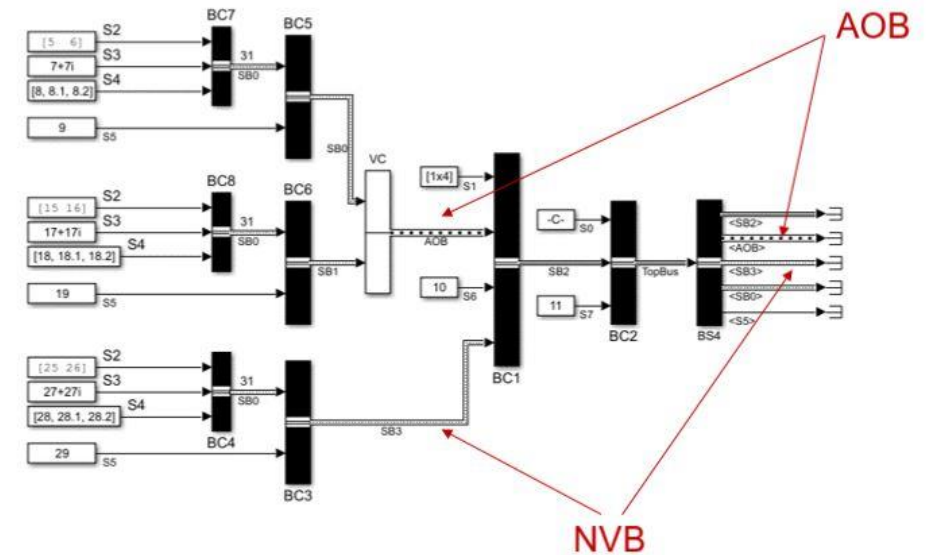 AOB
BC7
BC5
[5 6]
S2
7+7i
S3
31
SB0
[8, 8.1, 8.2]
S4
9
S5
SB0
VC
BC8
BC6
[15 16]
S2
17+17i
S3
31
SB0
[18, 18.1, 18.2]
S4
SB1
19
S5
AOB
[1x4]
S1
10
S6
SB2
-C-
S0
11
S7
TopBus
BC2
<SB2>
<AOB>
<SB3>
<SB0>
<S5>
BS4
BC1
[25 26]
S2
27+27i
S3
31
SB0
[28, 28.1, 28.2]
S4
BC4
SB3
29
S5
BC3
NVB